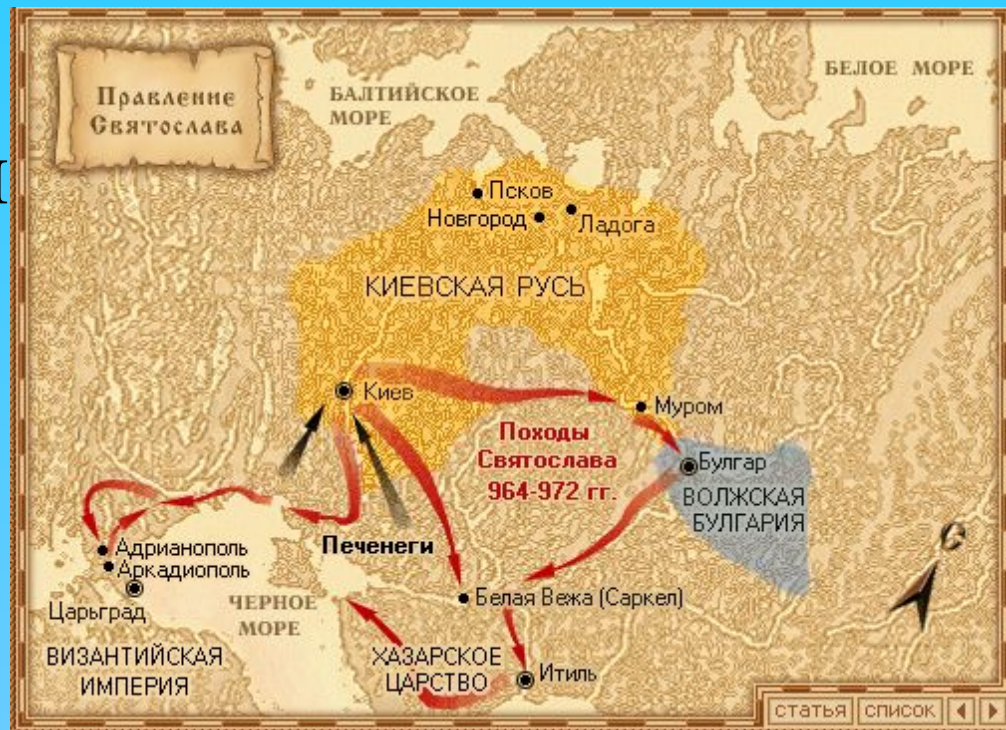 Правление
Святослава
БАЛТИЙСКОЕ
МОРЕ
БЕЛОЕ МОРЕ
Псков
Новгород
Ладога
КИЕВСКАЯ РУСЬ
Киев
Муром
Походы
Святослава
964-972 гг.
Булгар
ВОЛЖСКАЯ
БУЛГАРИЯ
Печенеги
Адрианополь
Аркадиополь
Царьград
ЧЕРНОЕ
МОРЕ
Белая Вежа (Саркел)
С
ВИЗАНТИЙСКАЯ
ИМПЕРИЯ
ХАЗАРСКОЕ
ЦАРСТВО
Итиль
статья список